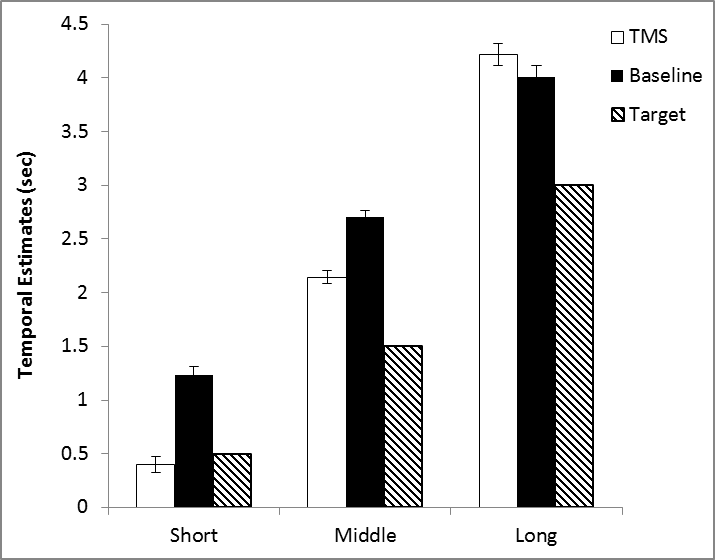 4.5
4
3.5
3
2.5
2
1.5
1
0.5
0
Temporal Estimates (sec)
Short Middle Long
TMS
Baseline
Target